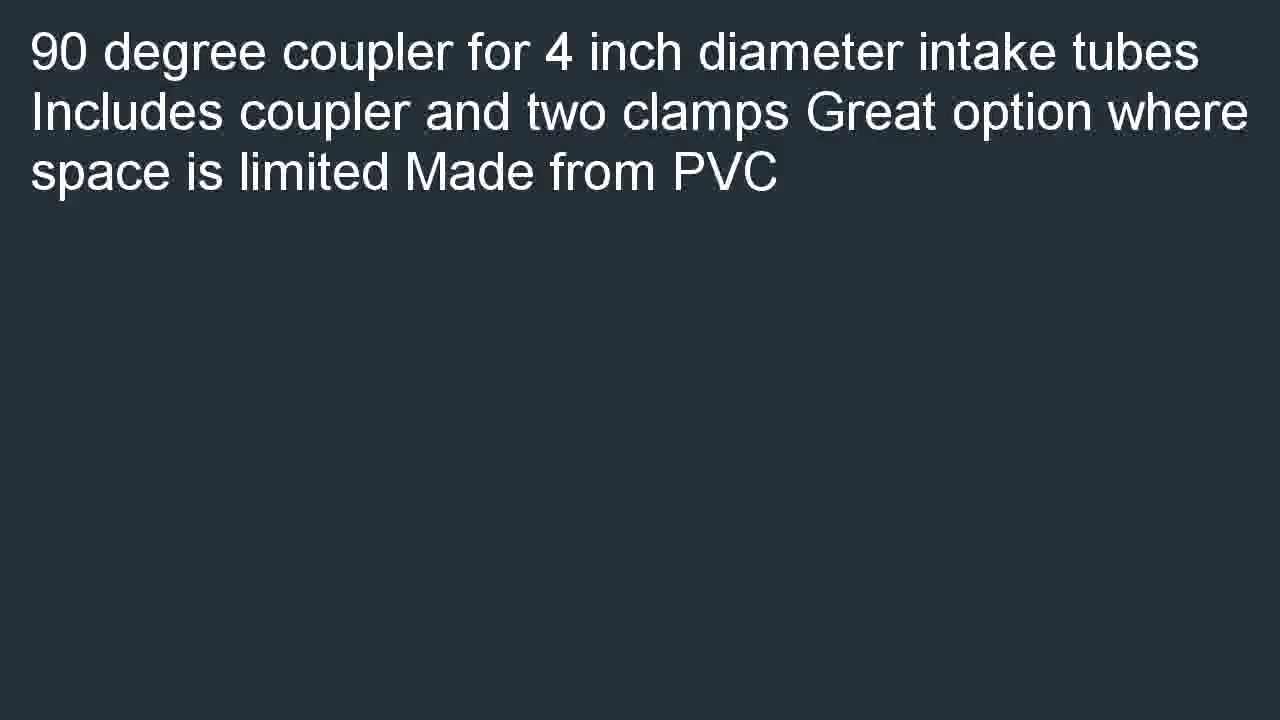 90 degree coupler for 4 inch diameter intake tubes
Includes coupler and two clamps Great option where
space is limited Made from PVC